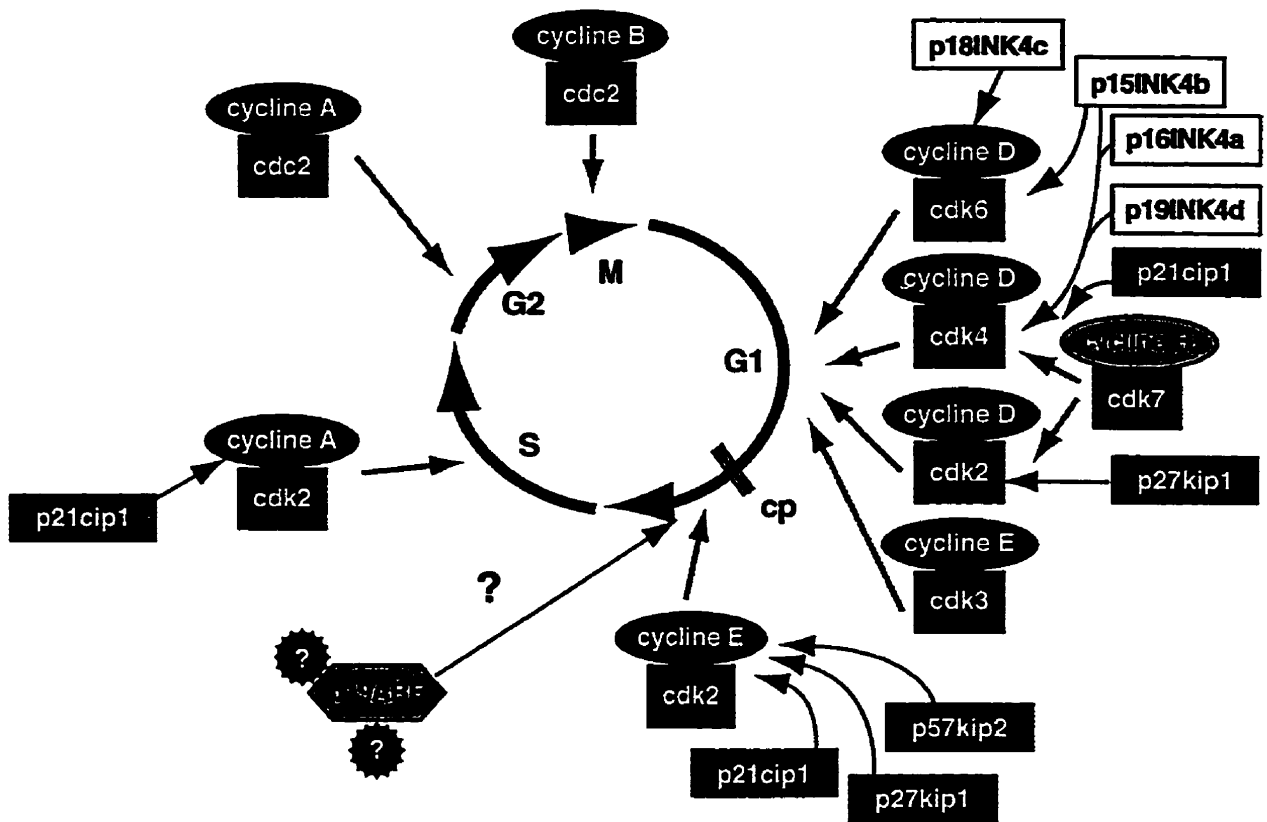 cycline B
cdc2
cycline A
cdc2
p18INK4c
p15INK4b
p16INK4a
p19INK4d
p21cip1
cycline D
cdk6
cycline D
cdk4
cdk7
cycline D
cdk2
p27kip1
cycline E
cdk3
M
G2
G1
S
cp
cycline A
cdk2
p21cip1
?
?
?
cycline E
cdk2
p57kip2
p21cip1
p27kip1